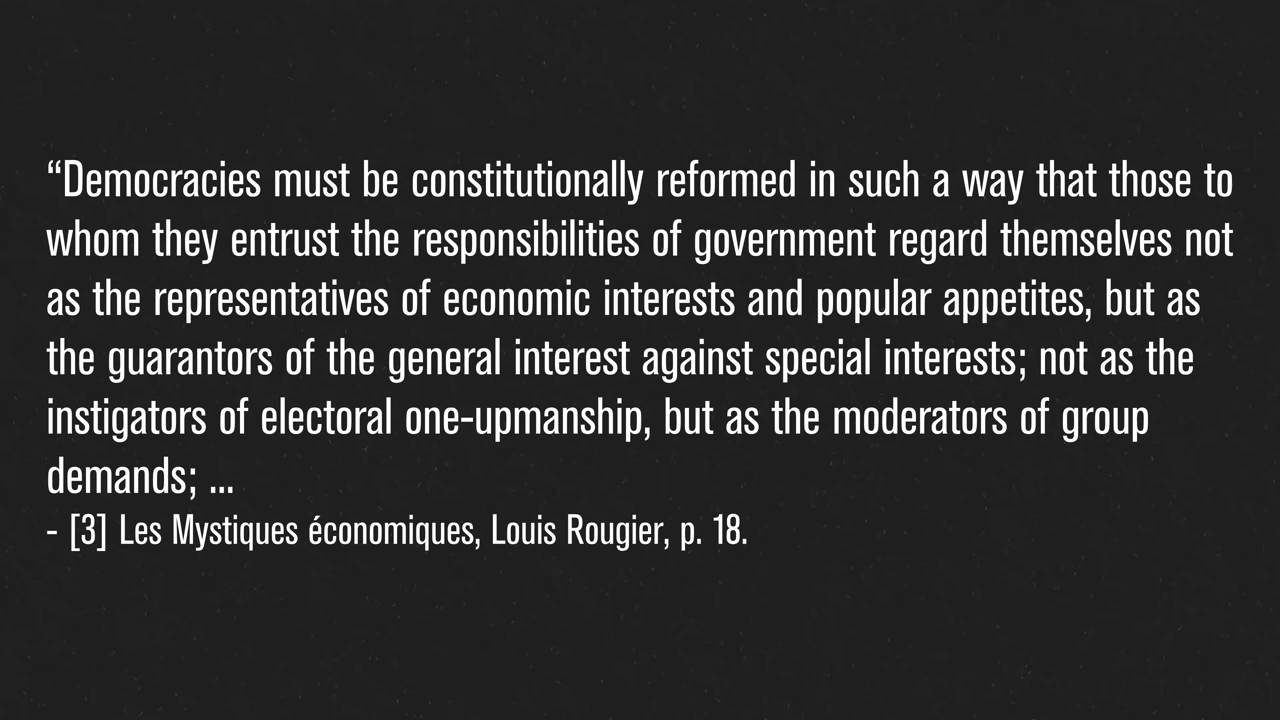 “Democracies must be constitutionally reformed in such a way that those to
whom they entrust the responsibilities of government regard themselves not
as the representatives of economic interests and popular appetites, but as
the guarantors of the general interest against special interests; not as the
instigators of electoral one-upmanship, but as the moderators of group
demands; ...
- [3] Les Mystiques économiques, Louis Rougier, p. 18.